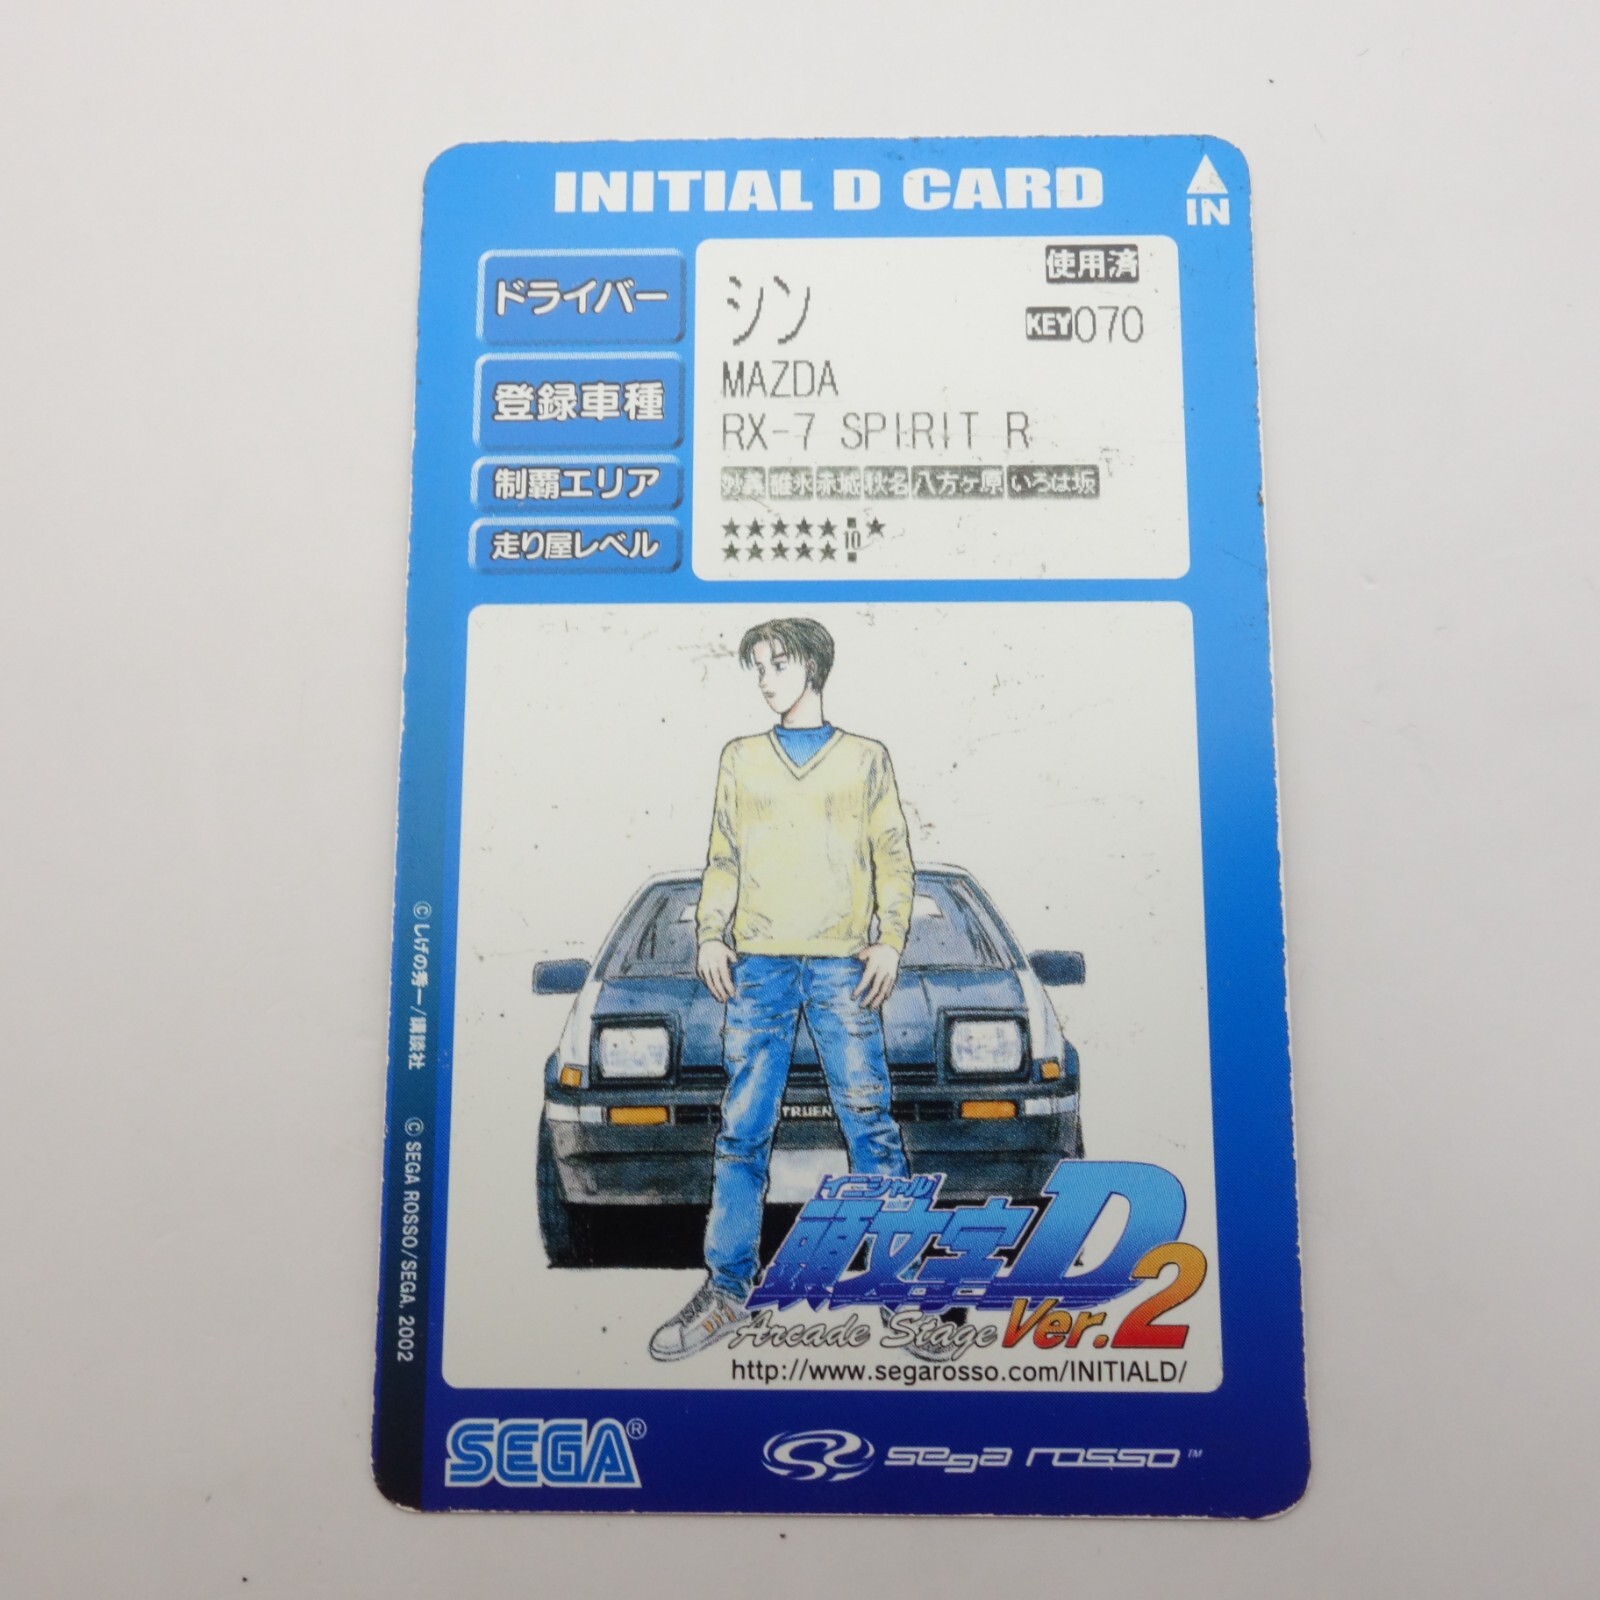 INITIAL D CARD
IN
ドライバー
シン
使用済
KEY070
登録車種
MAZDA
RX-7 SPIRIT R
制覇エリア
妙義 碓氷 赤城 秋名 八方ヶ原 いろは坂
走り屋レベル
★★★★★ ★
★★★★★ 10
TRUEN
イニシャル
頭文字D
Arcade Stage Ver.2
http://www.segarosso.com/INITIALD/
© しげの秀一/講談社 © SEGA ROSSO/SEGA, 2002
SEGA®
sega rosso™